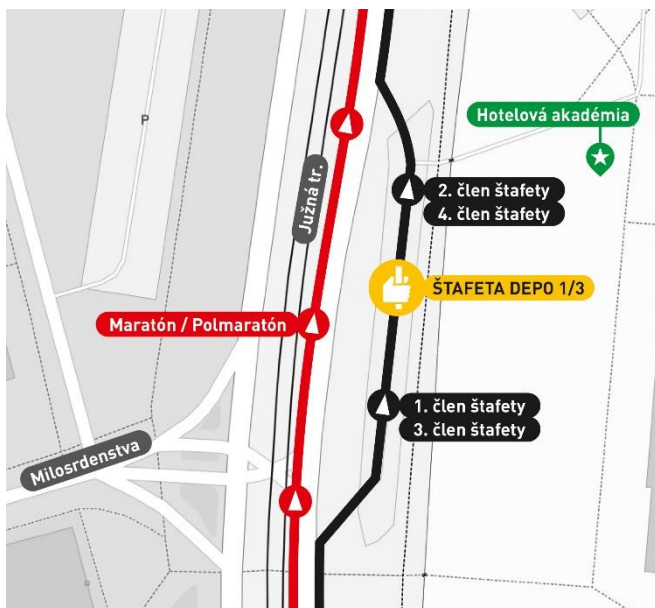 P
Hotelová akadémia
Južná tr.
2. člen štafety
4. člen štafety
ŠTAFETA DEPO 1/3
Maratón / Polmaratón
1. člen štafety
3. člen štafety
Milosrdenstva